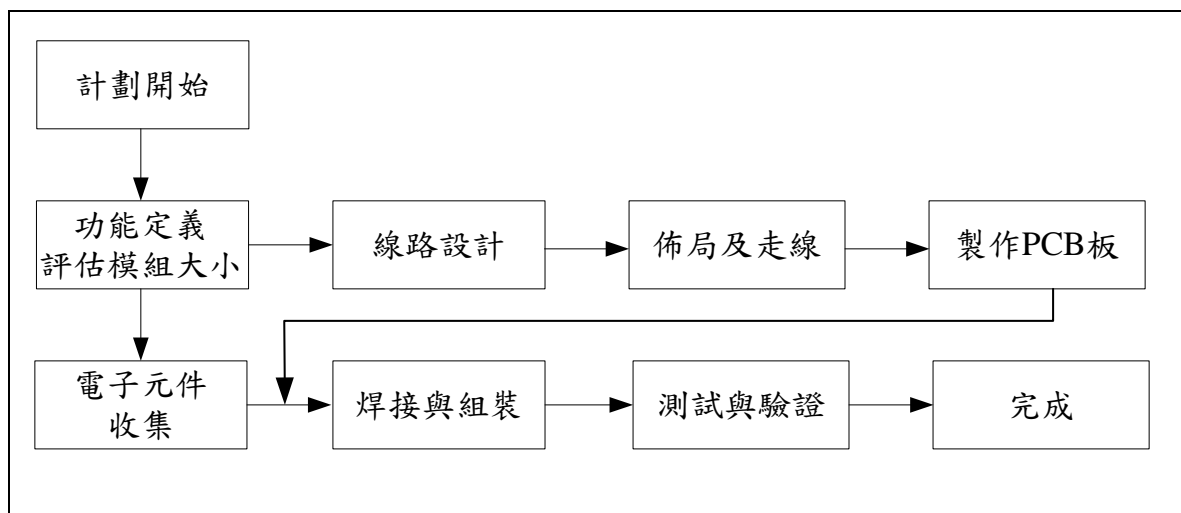 計劃開始
功能定義
評估模組大小
線路設計
佈局及走線
製作PCB板
電子元件
收集
焊接與組裝
測試與驗證
完成